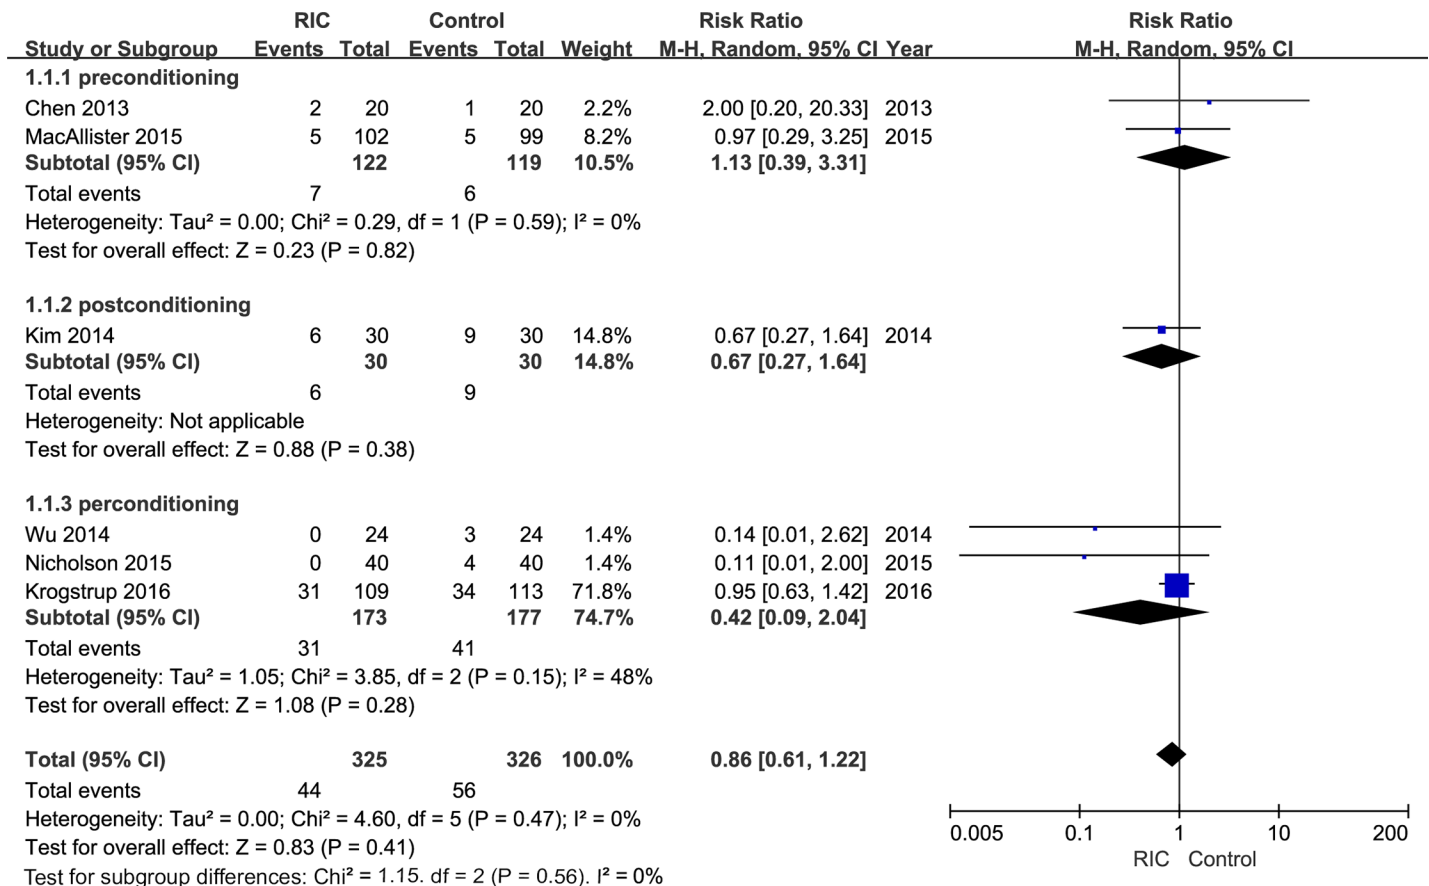 RIC Control Risk Ratio Risk Ratio
Study or Subgroup Events Total Events Total Weight M-H, Random, 95% CI Year M-H, Random, 95% CI
1.1.1 preconditioning
Chen 2013 2 20 1 20 2.2% 2.00 [0.20, 20.33] 2013
MacAllister 2015 5 102 5 99 8.2% 0.97 [0.29, 3.25] 2015
Subtotal (95% CI) 122 119 10.5% 1.13 [0.39, 3.31]
Total events 7 6
Heterogeneity: Tau² = 0.00; Chi² = 0.29, df = 1 (P = 0.59); I² = 0%
Test for overall effect: Z = 0.23 (P = 0.82)
1.1.2 postconditioning
Kim 2014 6 30 9 30 14.8% 0.67 [0.27, 1.64] 2014
Subtotal (95% CI) 30 30 14.8% 0.67 [0.27, 1.64]
Total events 6 9
Heterogeneity: Not applicable
Test for overall effect: Z = 0.88 (P = 0.38)
1.1.3 perconditioning
Wu 2014 0 24 3 24 1.4% 0.14 [0.01, 2.62] 2014
Nicholson 2015 0 40 4 40 1.4% 0.11 [0.01, 2.00] 2015
Krogstrup 2016 31 109 34 113 71.8% 0.95 [0.63, 1.42] 2016
Subtotal (95% CI) 173 177 74.7% 0.42 [0.09, 2.04]
Total events 31 41
Heterogeneity: Tau² = 1.05; Chi² = 3.85, df = 2 (P = 0.15); I² = 48%
Test for overall effect: Z = 1.08 (P = 0.28)
Total (95% CI) 325 326 100.0% 0.86 [0.61, 1.22]
Total events 44 56
Heterogeneity: Tau² = 0.00; Chi² = 4.60, df = 5 (P = 0.47); I² = 0%
Test for overall effect: Z = 0.83 (P = 0.41)
Test for subgroup differences: Chi² = 1.15. df = 2 (P = 0.56). I² = 0%
0.005 0.1 1 10 200
RIC Control